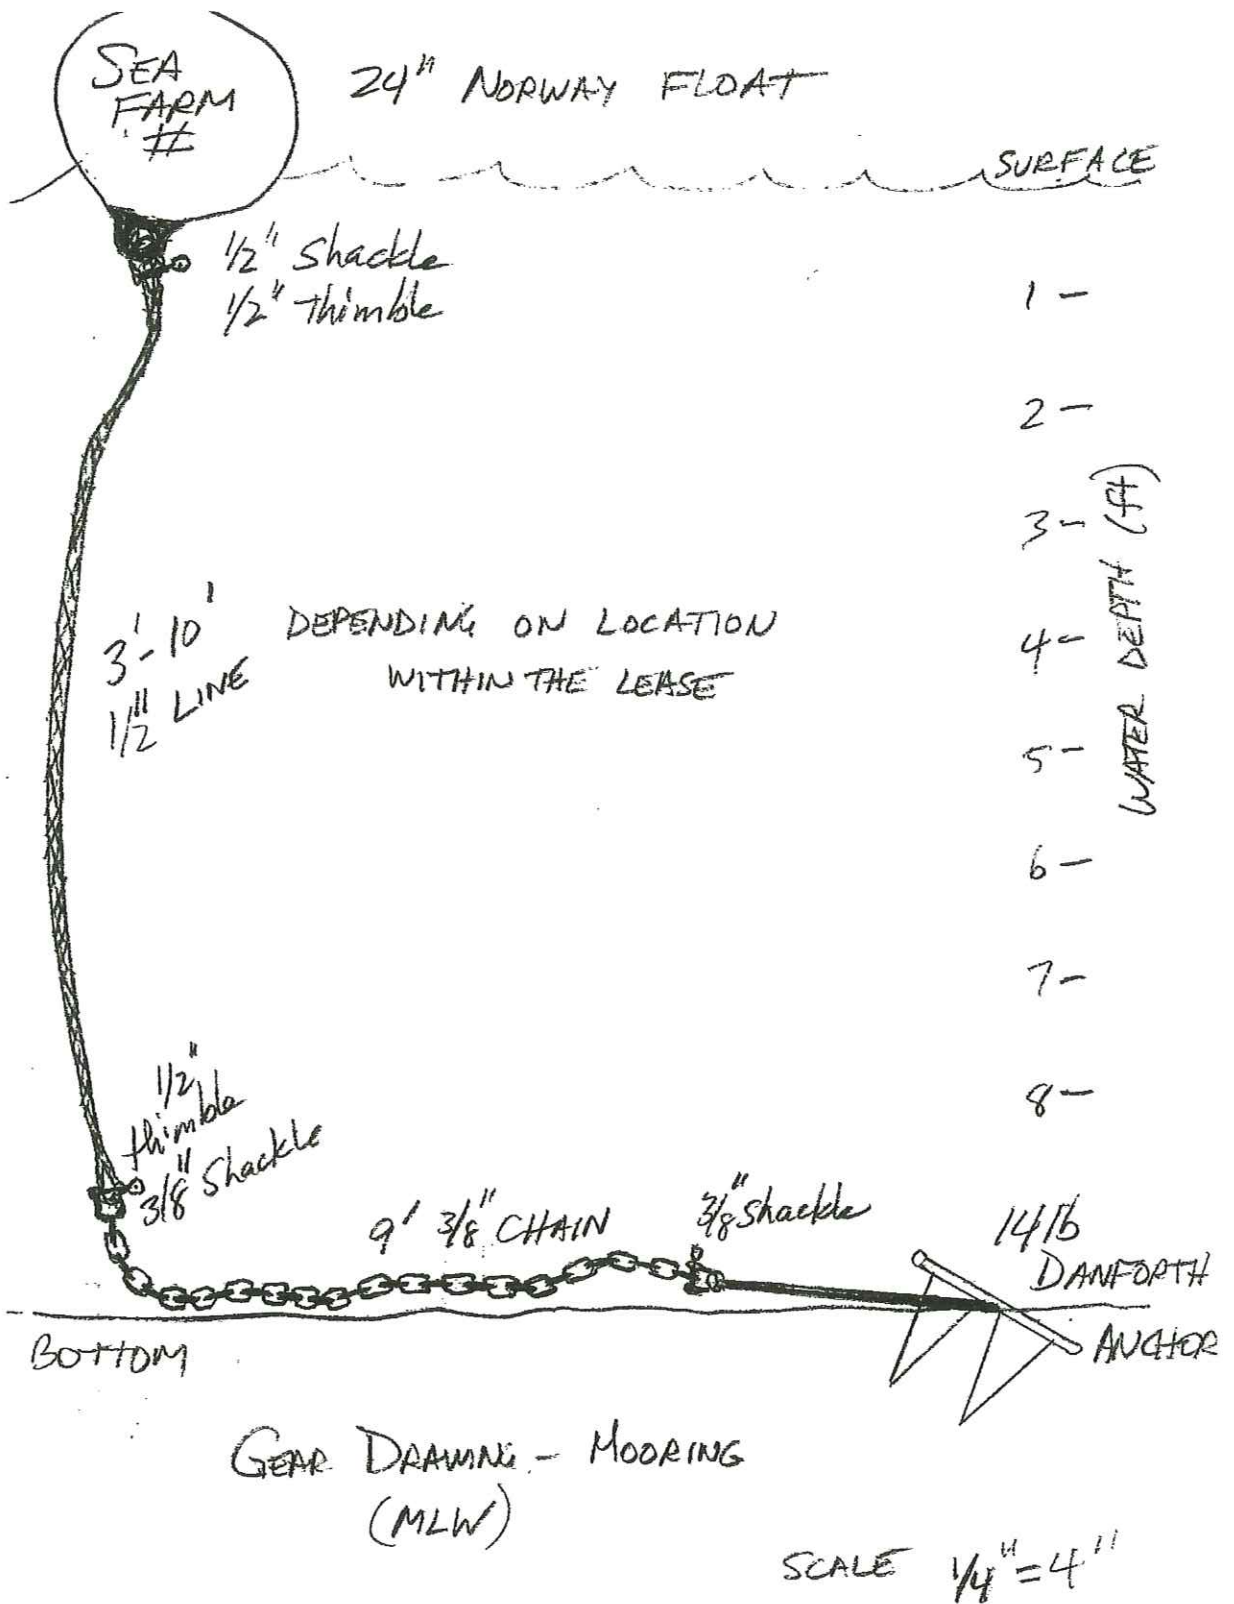 SEA
FARM
#
24" NORWAY FLOAT
SURFACE
1/2" Shackle
1/2" Thimble
1 -
2 -
3 -
4 -
5 -
6 -
7 -
8 -
WATER DEPTH (ft)
3'-10'
1/2" LINE
DEPENDING ON LOCATION
WITHIN THE LEASE
1/2"
thimble
3/8" Shackle
9' 3/8" CHAIN
3/8" Shackle
14 lb
DANFORTH
ANCHOR
BOTTOM
GEAR DRAWING - MOORING
(MLW)
SCALE 1/4" = 4"